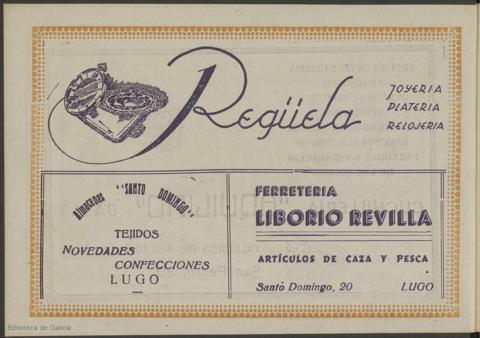 Regüela
JOYERIA
PLATERIA
RELOJERIA
Almacenes "SANTO DOMINGO"
TEJIDOS
NOVEDADES
CONFECCIONES
LUGO
FERRETERIA
LIBORIO REVILLA
ARTÍCULOS DE CAZA Y PESCA
Santo Domingo, 20 LUGO
Biblioteca de Galicia